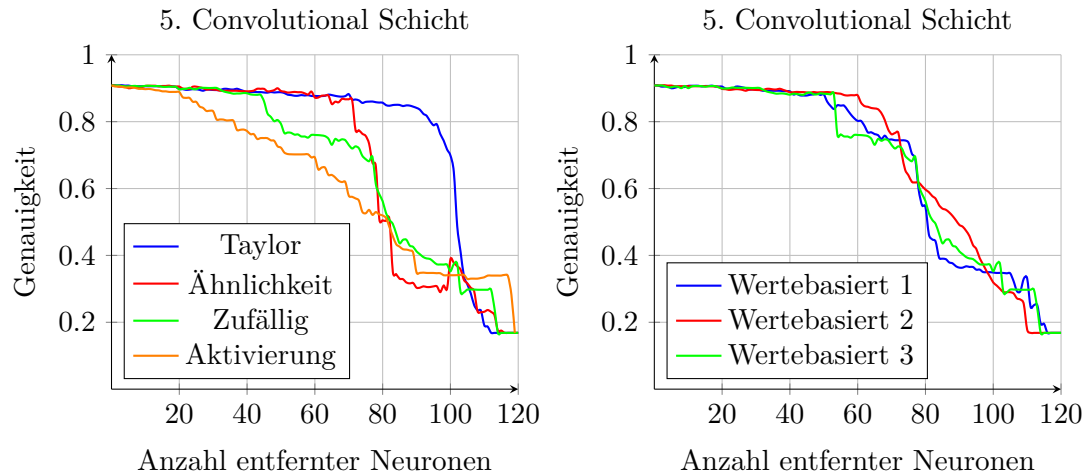 5. Convolutional Schicht
1
0.8
0.6
0.4
0.2
20 40 60 80 100 120
Genauigkeit
Anzahl entfernter Neuronen
Taylor
Ähnlichkeit
Zufällig
Aktivierung
5. Convolutional Schicht
1
0.8
0.6
0.4
0.2
20 40 60 80 100 120
Genauigkeit
Anzahl entfernter Neuronen
Wertebasiert 1
Wertebasiert 2
Wertebasiert 3